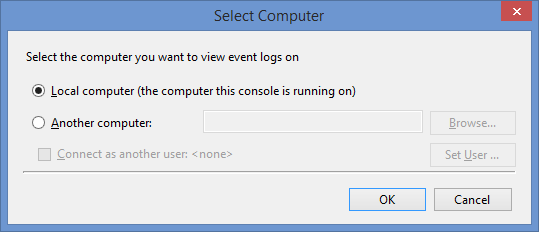 Select Computer
Select the computer you want to view event logs on
Local computer (the computer this console is running on)
Another computer:
Browse...
Connect as another user: <none>
Set User ...
OK
Cancel